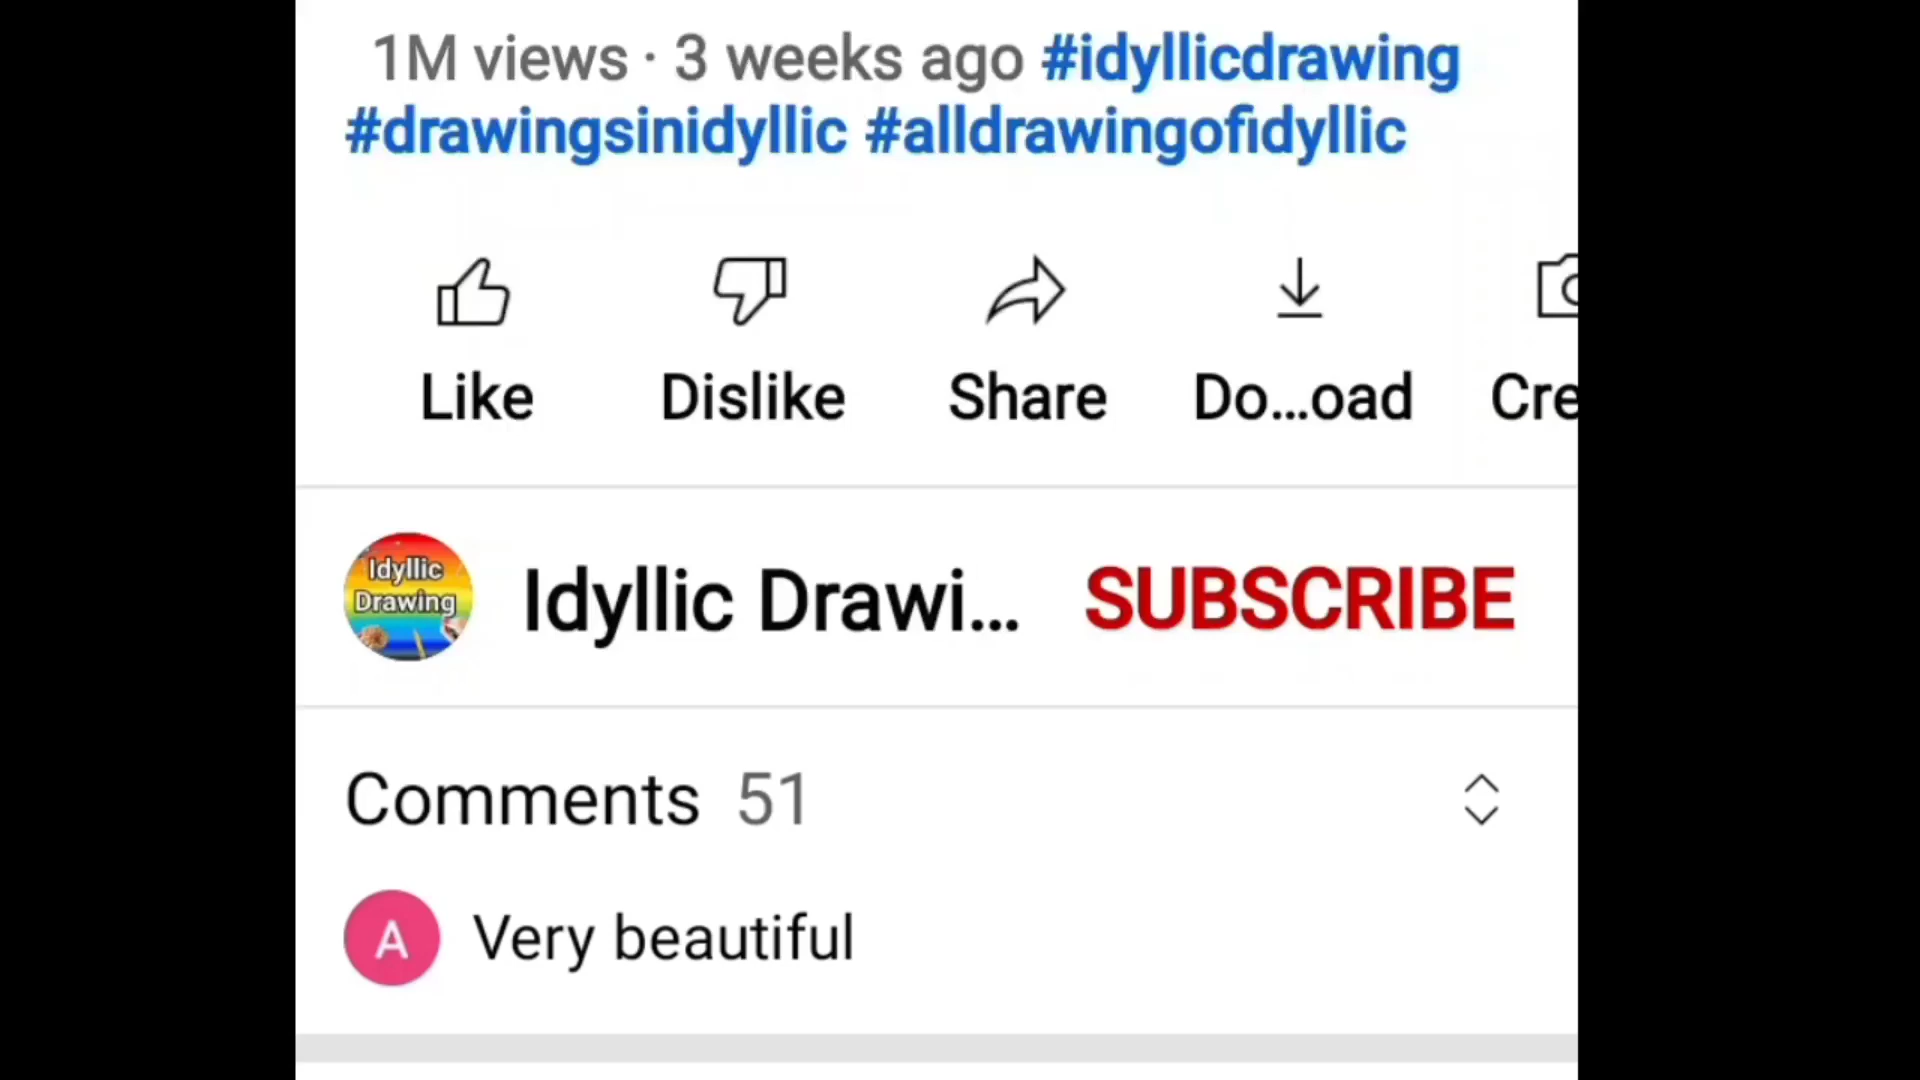 1M views · 3 weeks ago #idyllicdrawing
#drawingsinidyllic #alldrawingofidyllic
Like Dislike Share Do...oad Cre
Idyllic
Drawing
Idyllic Drawi... SUBSCRIBE
Comments 51
A Very beautiful